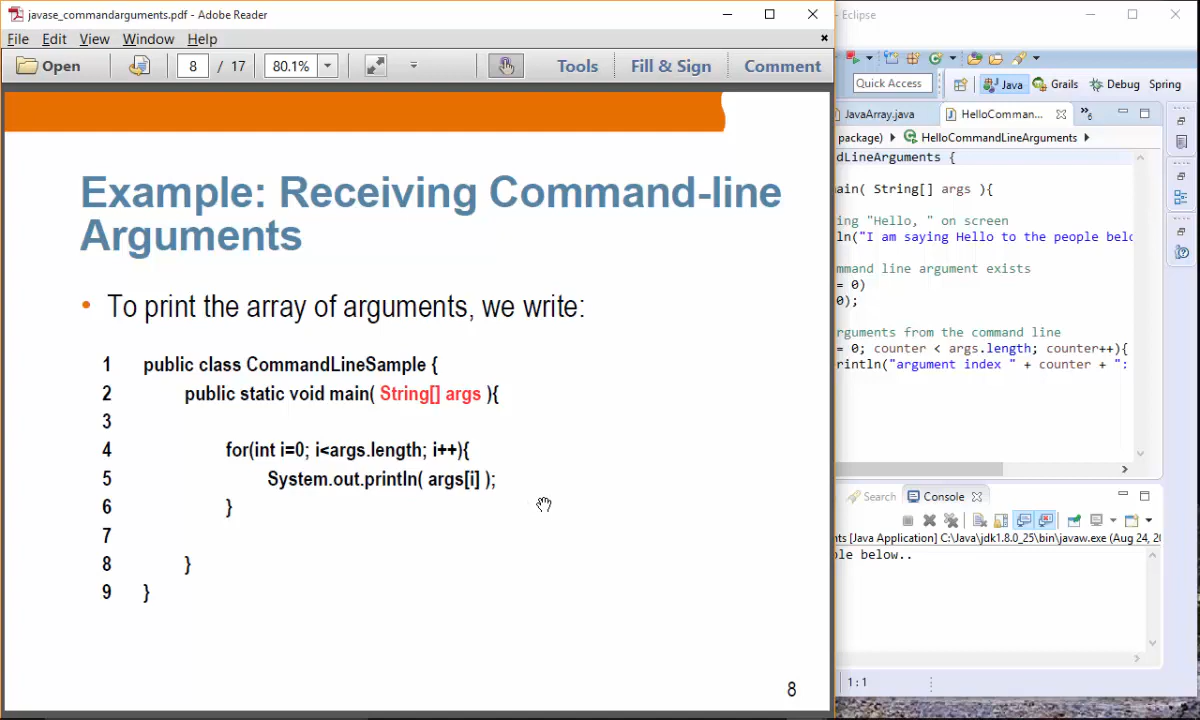 javase_commandarguments.pdf - Adobe Reader
File Edit View Window Help
Open 8 / 17 80.1% Tools Fill & Sign Comment
Example: Receiving Command-line
Arguments
• To print the array of arguments, we write:
1 public class CommandLineSample {
2 public static void main( String[] args ){
3
4 for(int i=0; i<args.length; i++){
5 System.out.println( args[i] );
6 }
7
8 }
9 }
8
Eclipse
Quick Access Java Grails Debug Spring
JavaArray.java HelloComman... 6
package) HelloCommandLineArguments
dLineArguments {
ain( String[] args ){
ing "Hello, " on screen
ln("I am saying Hello to the people belo
mmand line argument exists
= 0)
0);
rguments from the command line
= 0; counter < args.length; counter++){
rintln("argument index " + counter + ":
Search Console
nts [Java Application] C:\Java\jdk1.8.0_25\bin\javaw.exe (Aug 24, 20
ple below..
1:1